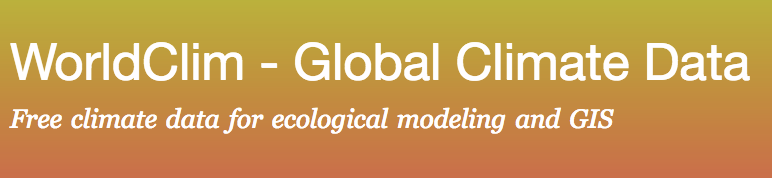 WorldClim - Global Climate Data
Free climate data for ecological modeling and GIS